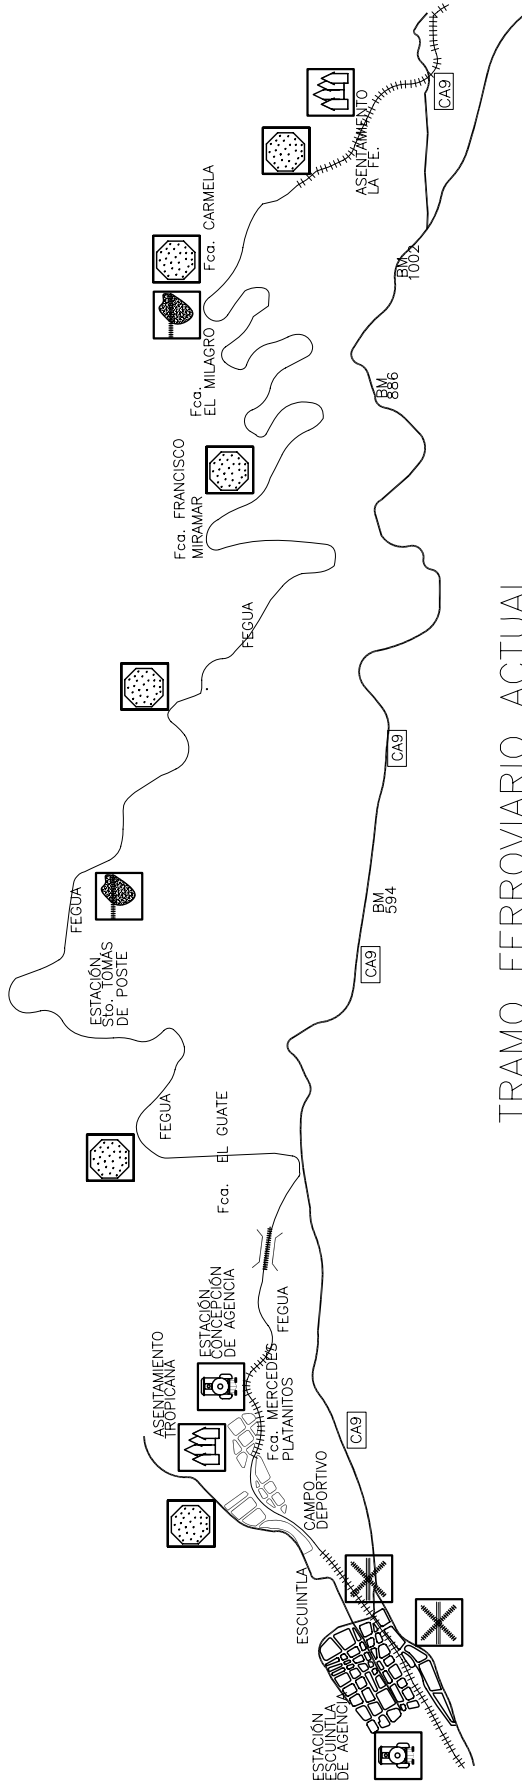 ESTACIÓN
ESCUINTLA
DE AGENCIA
ESCUINTLA
CAMPO
DEPORTIVO
CA9
ASENTAMIENTO
TROPICANA
ESTACIÓN
CONCEPCIÓN
DE AGENCIA
Fca. MERCEDES
PLATANITOS
FEGUA
Fca. EL GUATE
FEGUA
ESTACIÓN
Sto. TOMÁS
DE POSTE
FEGUA
CA9
BM
594
CA9
FEGUA
Fca. FRANCISCO
MIRAMAR
Fca.
EL MILAGRO
BM
886
Fca. CARMELA
BM
1002
ASENTAMIENTO
LA FE.
CA9
TRAMO FERROVIARIO ACTUAL